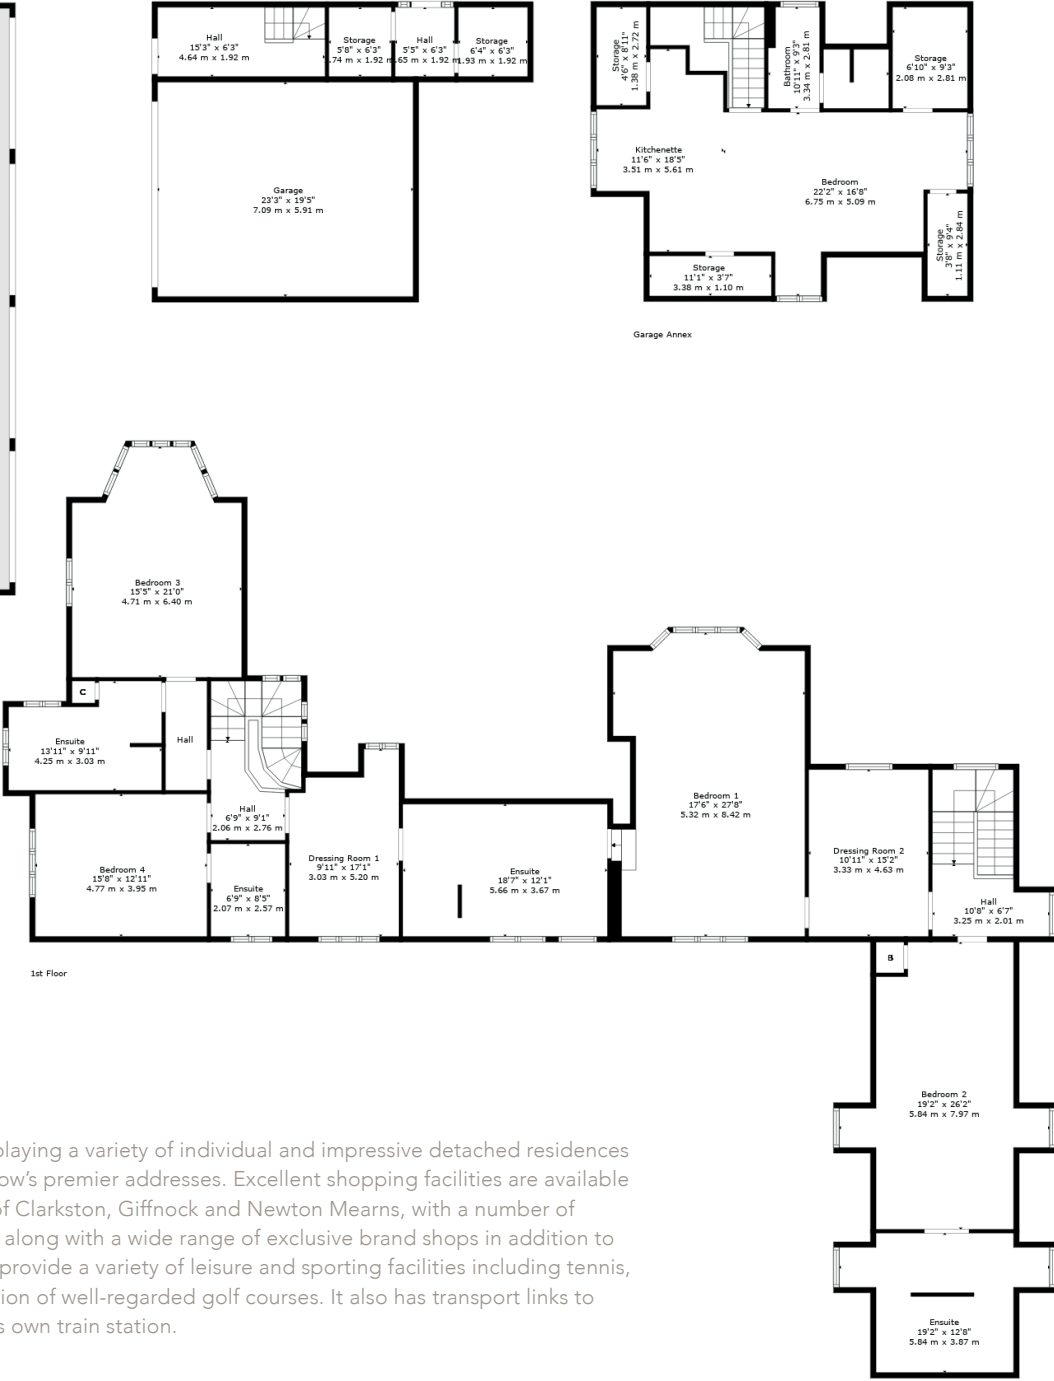 Hall
15'3" x 6'3"
4.64 m x 1.92 m
Storage
5'8" x 6'3"
.74 m x 1.92 m
Hall
5'5" x 6'3"
.65 m x 1.92 m
Storage
6'4" x 6'3"
1.93 m x 1.92 m
Garage
23'3" x 19'5"
7.09 m x 5.91 m
Storage
4'6" x 8'11"
1.38 m x 2.72 m
Bathroom
10'11" x 9'3"
3.34 m x 2.81 m
Storage
6'10" x 9'3"
2.08 m x 2.81 m
Kitchenette
11'6" x 18'5"
3.51 m x 5.61 m
Bedroom
22'2" x 16'8"
6.75 m x 5.09 m
Storage
3'8" x 9'4"
1.11 m x 2.84 m
Storage
11'1" x 3'7"
3.38 m x 1.10 m
Garage Annex
Bedroom 3
15'5" x 21'0"
4.71 m x 6.40 m
C
Ensuite
13'11" x 9'11"
4.25 m x 3.03 m
Hall
Hall
6'9" x 9'1"
2.06 m x 2.76 m
Bedroom 4
15'8" x 12'11"
4.77 m x 3.95 m
Ensuite
6'9" x 8'5"
2.07 m x 2.57 m
Dressing Room 1
9'11" x 17'1"
3.03 m x 5.20 m
Ensuite
18'7" x 12'1"
5.66 m x 3.67 m
Bedroom 1
17'6" x 27'8"
5.32 m x 8.42 m
Dressing Room 2
10'11" x 15'2"
3.33 m x 4.63 m
Hall
10'8" x 6'7"
3.25 m x 2.01 m
1st Floor
B
Bedroom 2
19'2" x 26'2"
5.84 m x 7.97 m
Ensuite
19'2" x 12'8"
5.84 m x 3.87 m
playing a variety of individual and impressive detached residences
ow's premier addresses. Excellent shopping facilities are available
of Clarkston, Giffnock and Newton Mearns, with a number of
along with a wide range of exclusive brand shops in addition to
provide a variety of leisure and sporting facilities including tennis,
ion of well-regarded golf courses. It also has transport links to
s own train station.